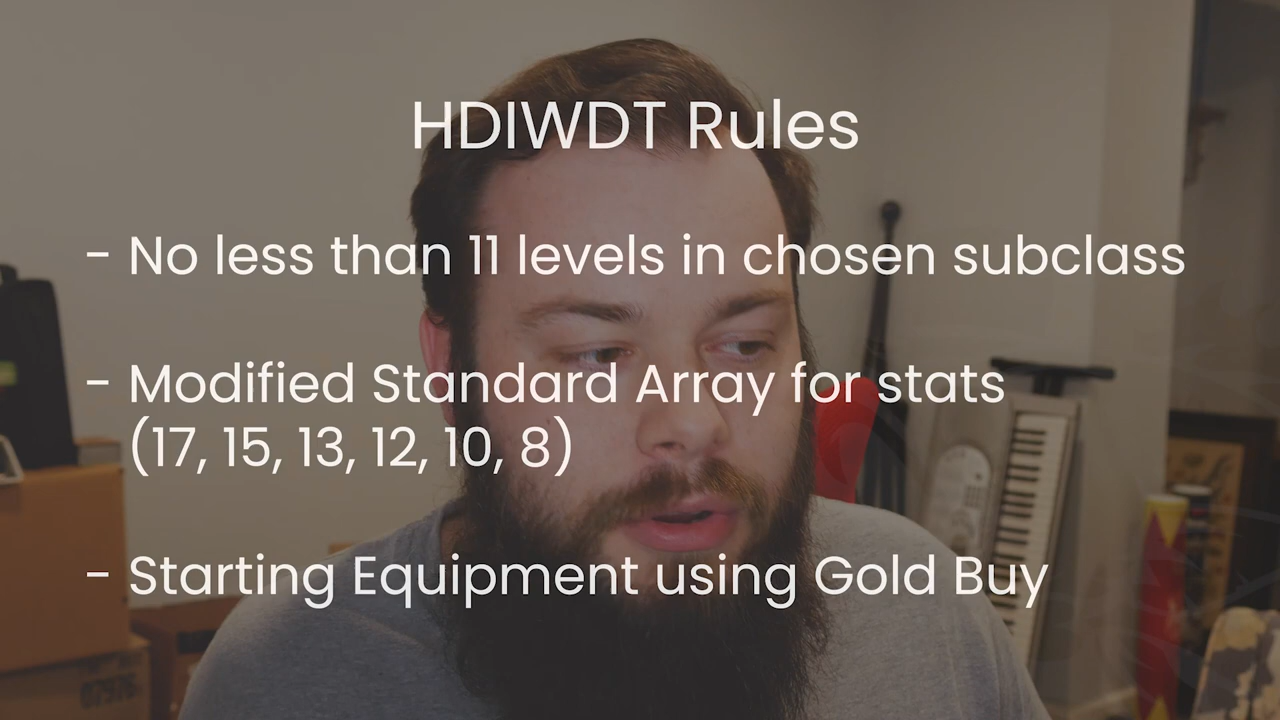 HDIWDT Rules
- No less than 11 levels in chosen subclass
- Modified Standard Array for stats
(17, 15, 13, 12, 10, 8)
- Starting Equipment using Gold Buy